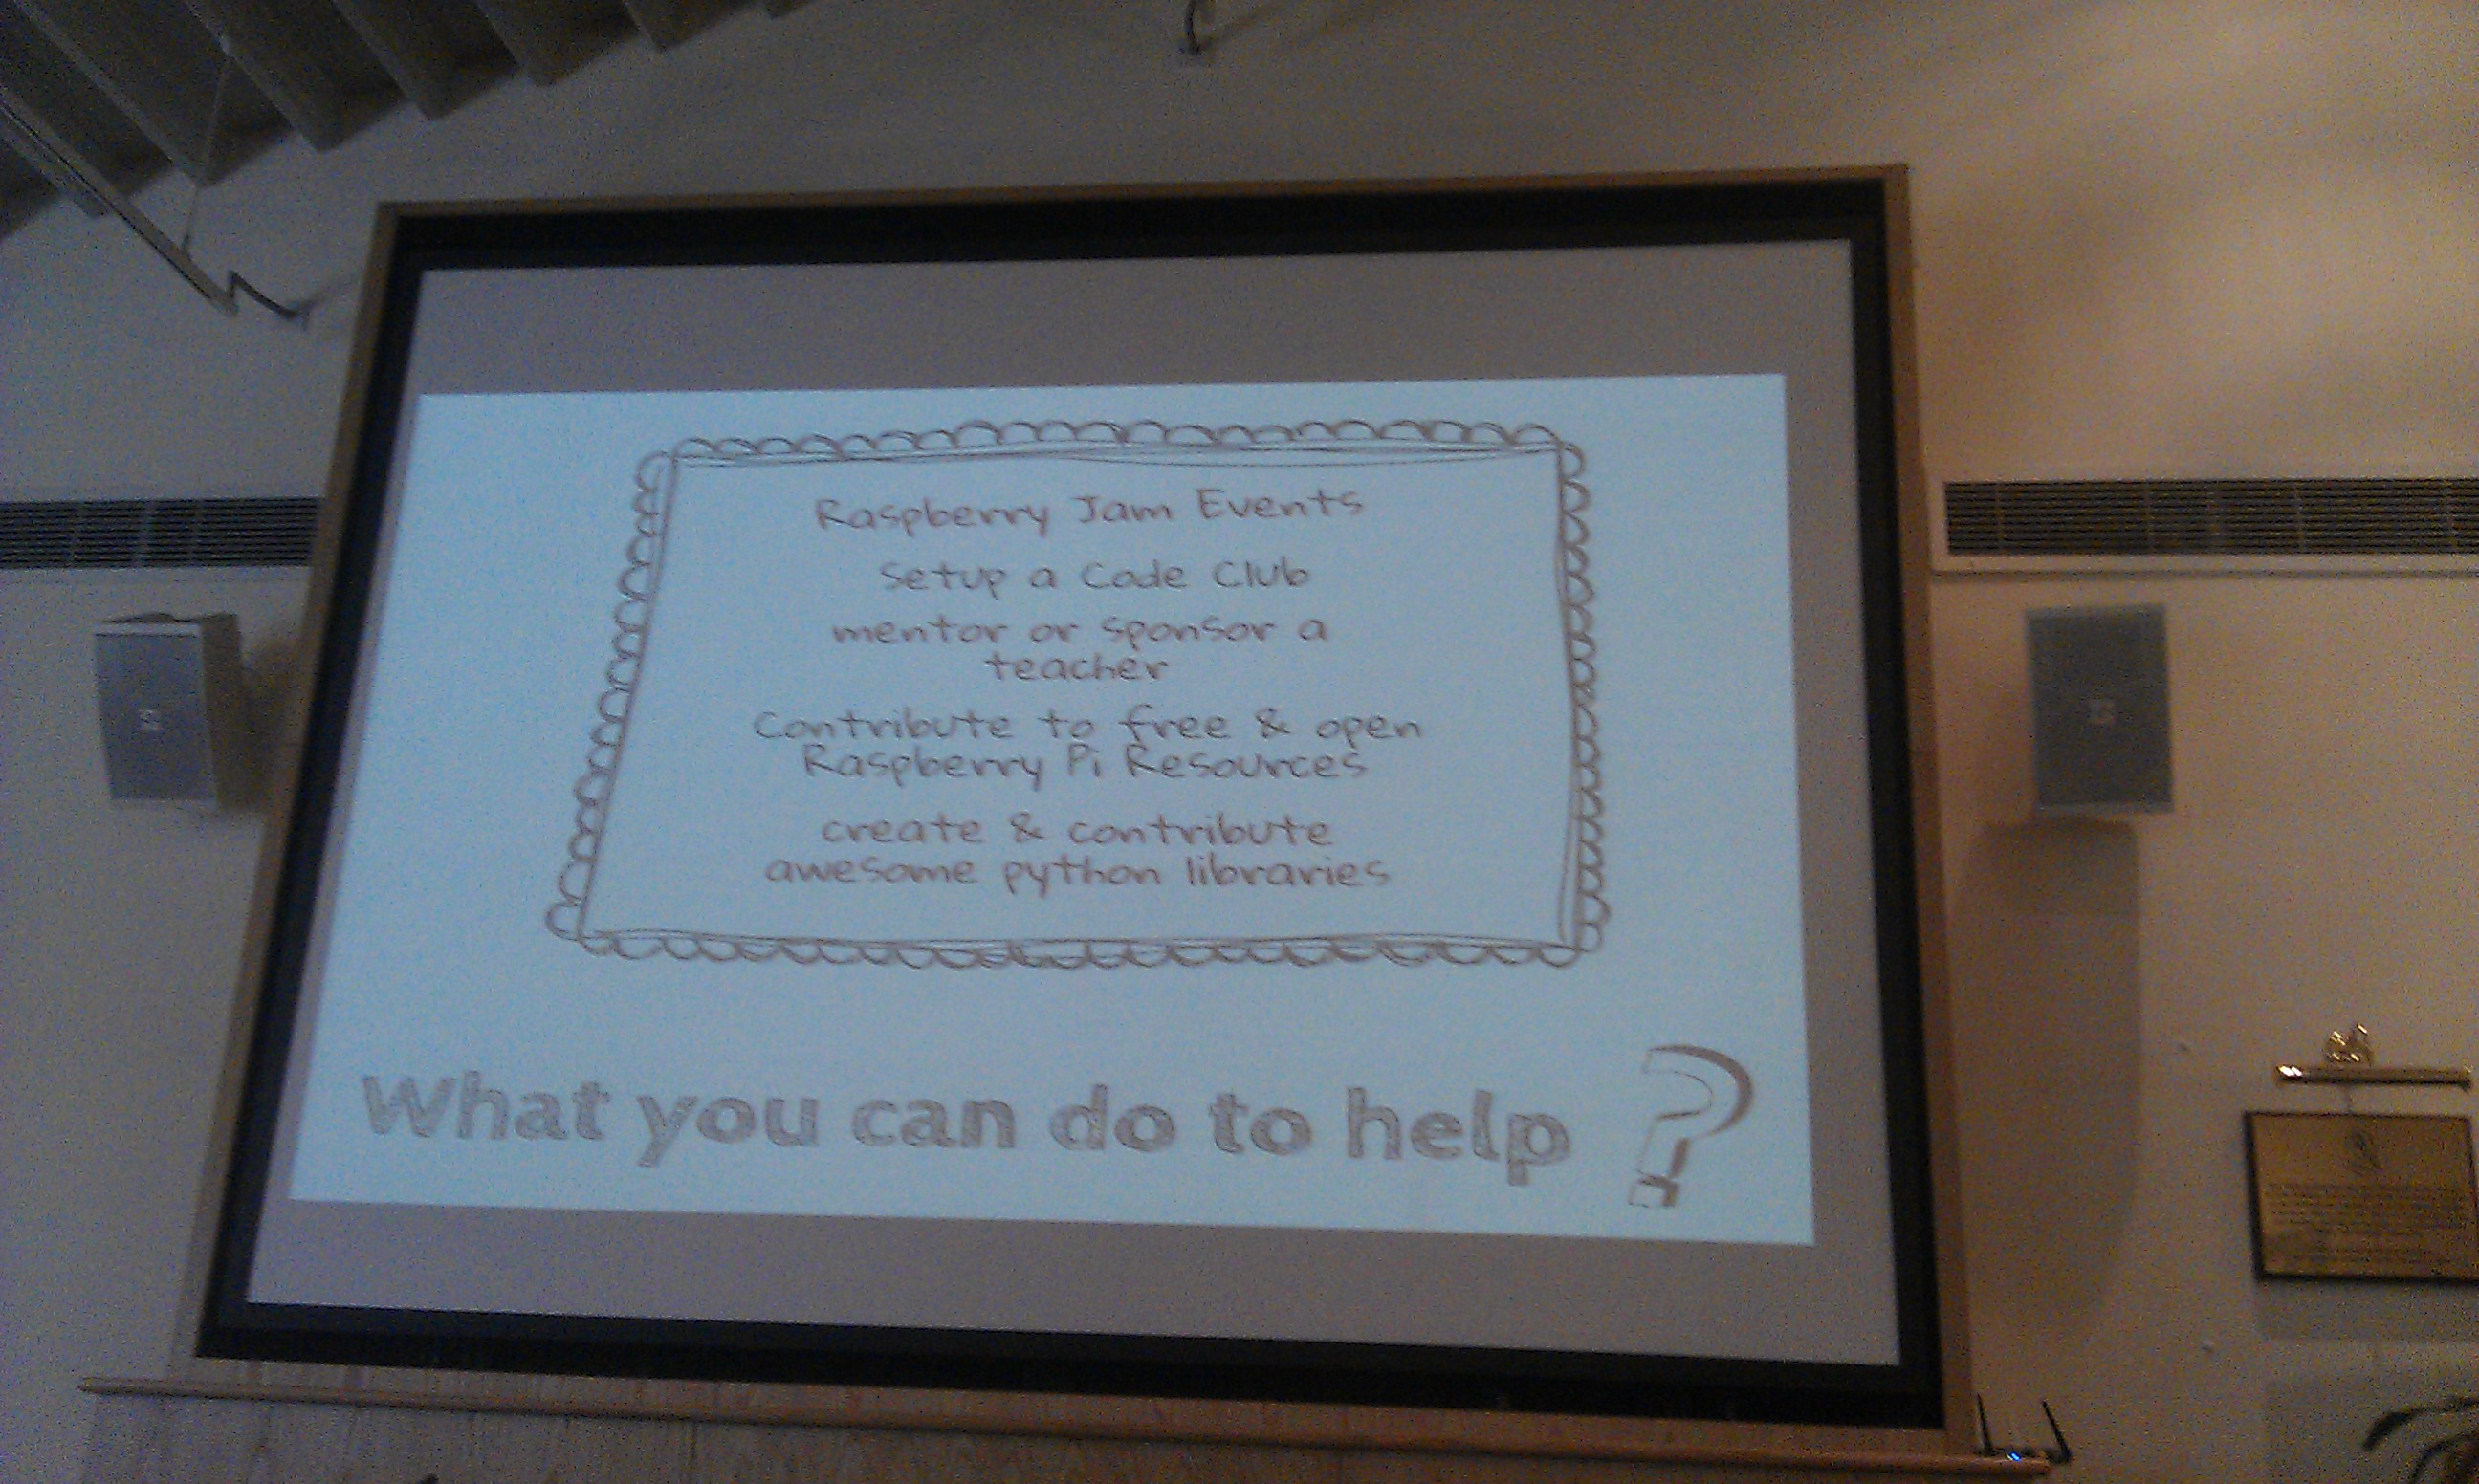 Raspberry Jam Events
Setup a Code Club
mentor or sponsor a
teacher
Contribute to free & open
Raspberry Pi Resources
create & contribute
awesome python libraries
What you can do to help ?